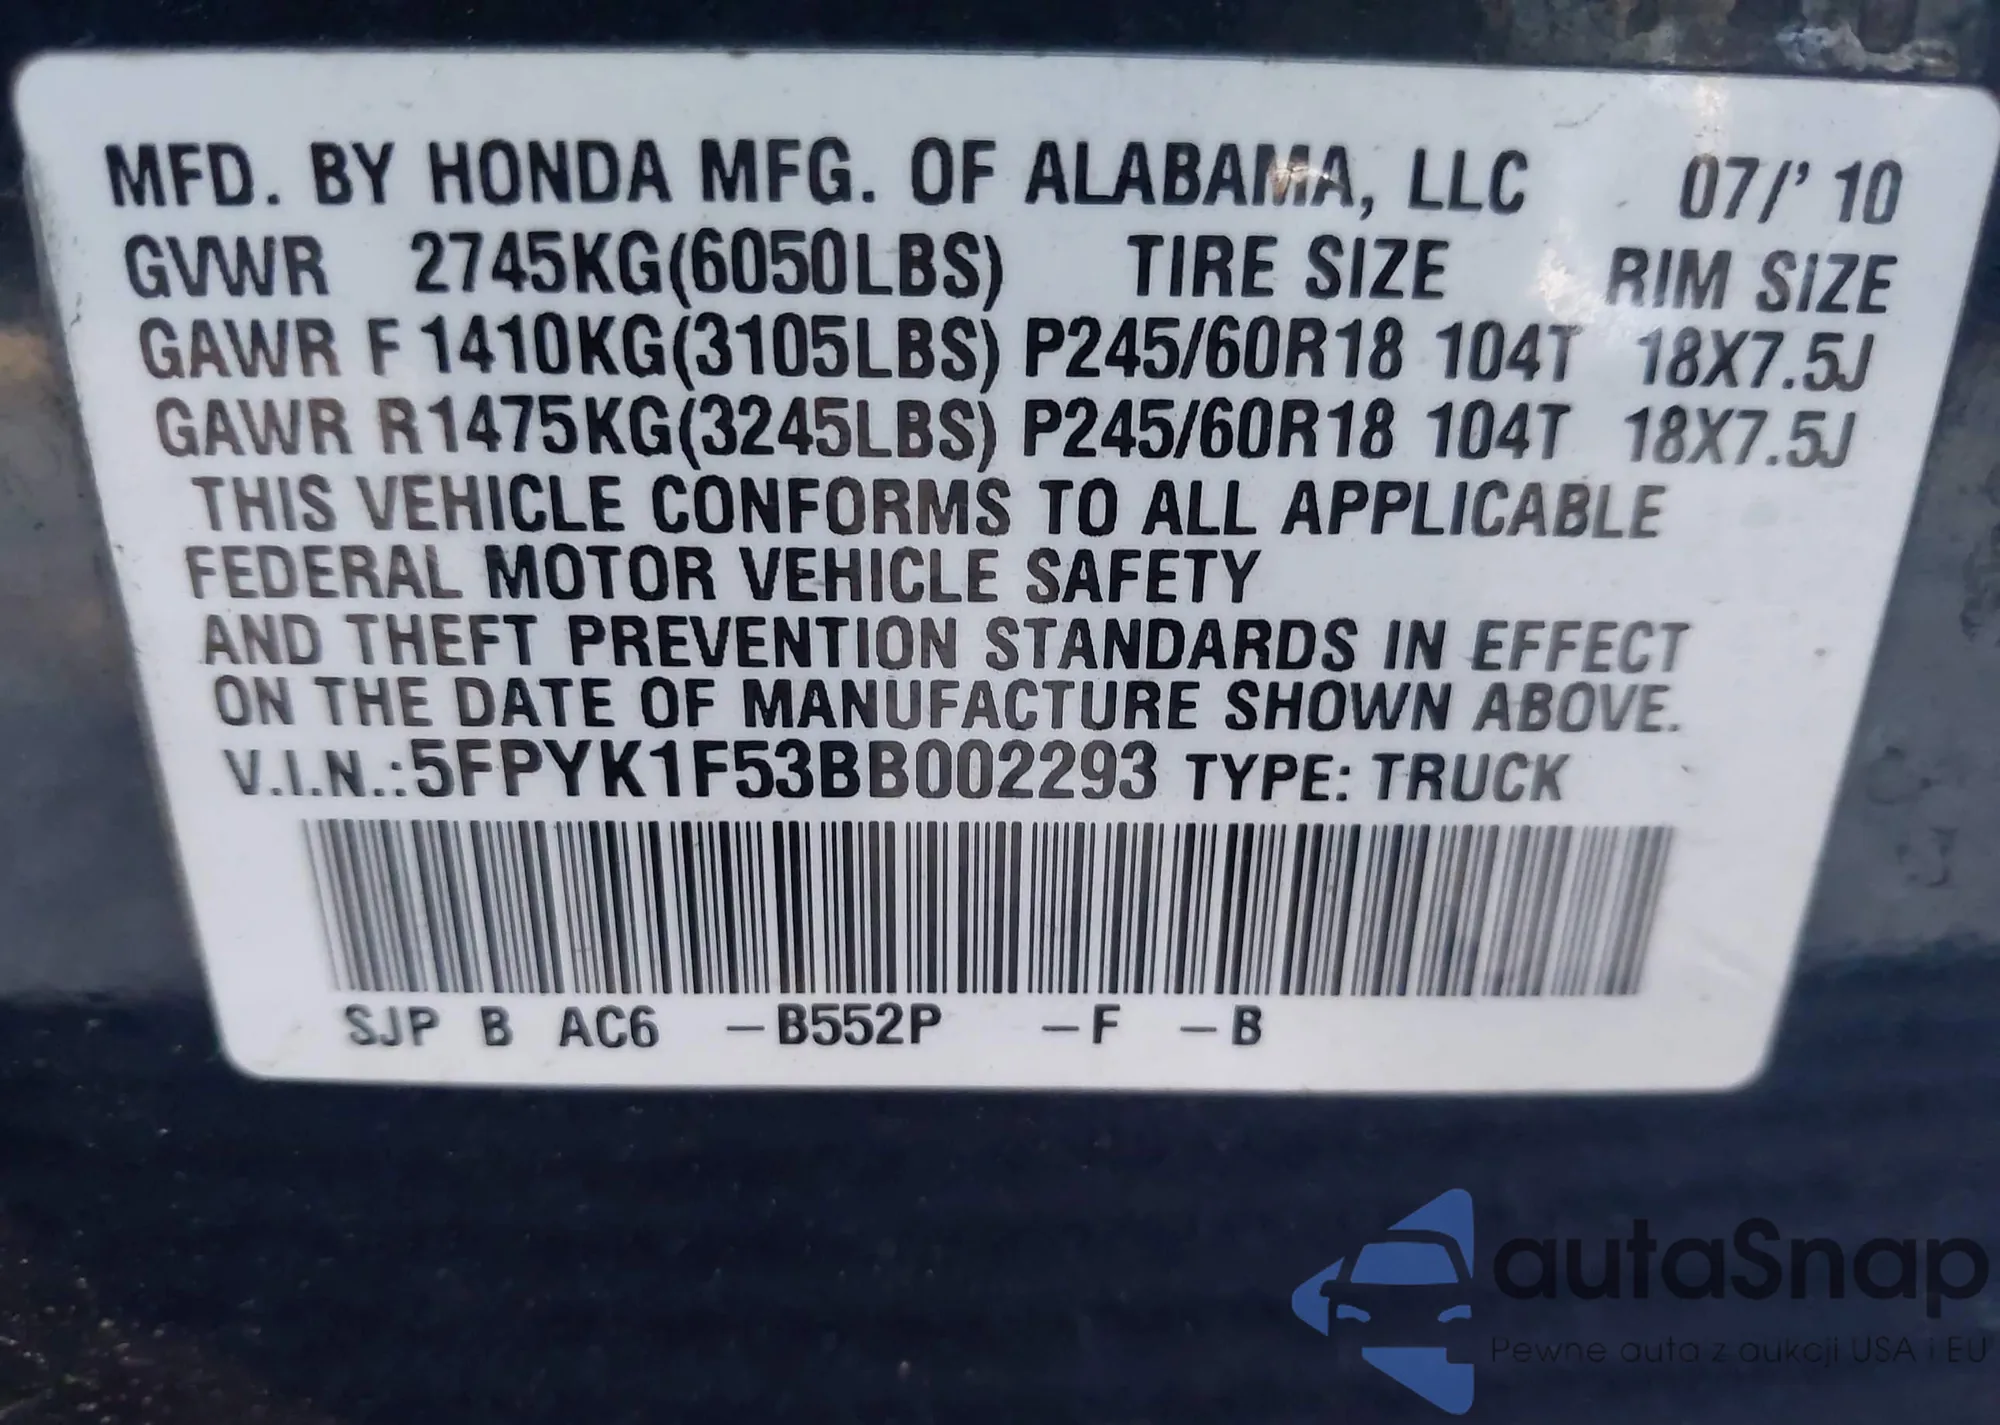 MFD. BY HONDA MFG. OF ALABAMA, LLC 07/'10
GVWR 2745KG(6050LBS) TIRE SIZE RIM SIZE
GAWR F 1410KG(3105LBS) P245/60R18 104T 18X7.5J
GAWR R 1475KG(3245LBS) P245/60R18 104T 18X7.5J
THIS VEHICLE CONFORMS TO ALL APPLICABLE
FEDERAL MOTOR VEHICLE SAFETY
AND THEFT PREVENTION STANDARDS IN EFFECT
ON THE DATE OF MANUFACTURE SHOWN ABOVE.
V.I.N.:5FPYK1F53BB002293 TYPE: TRUCK
SJP B AC6 –B552P –F –B
autaSnap
Pewne auta z aukcji USA i EU